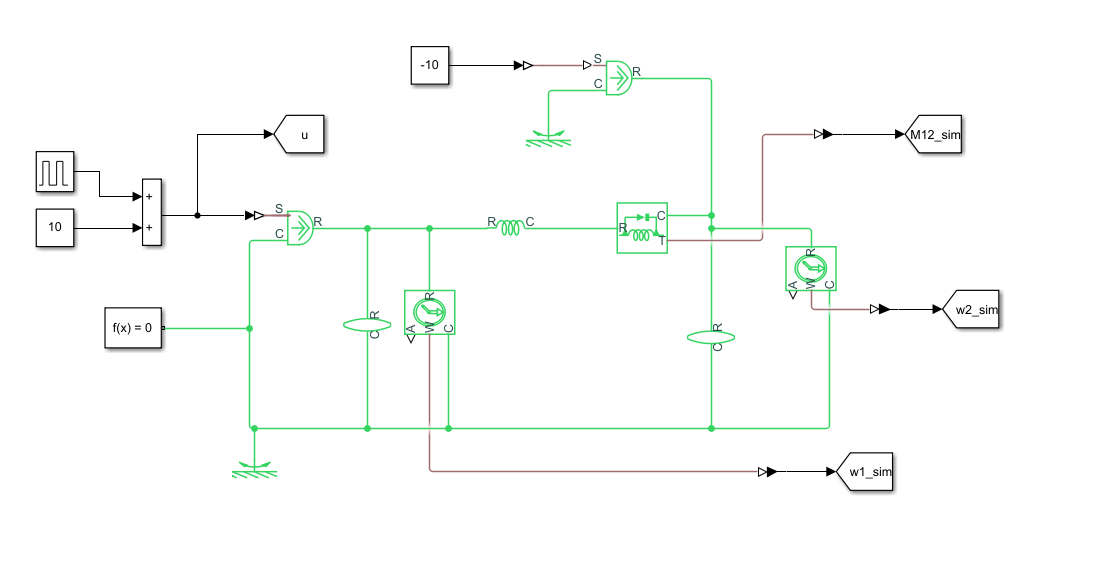 -10
S
R
C
u
M12_sim
+
10
+
S
R
C
R
C
R
C
T
R
A
W
C
w2_sim
f(x) = 0
R
C
R
A
W
C
R
C
w1_sim